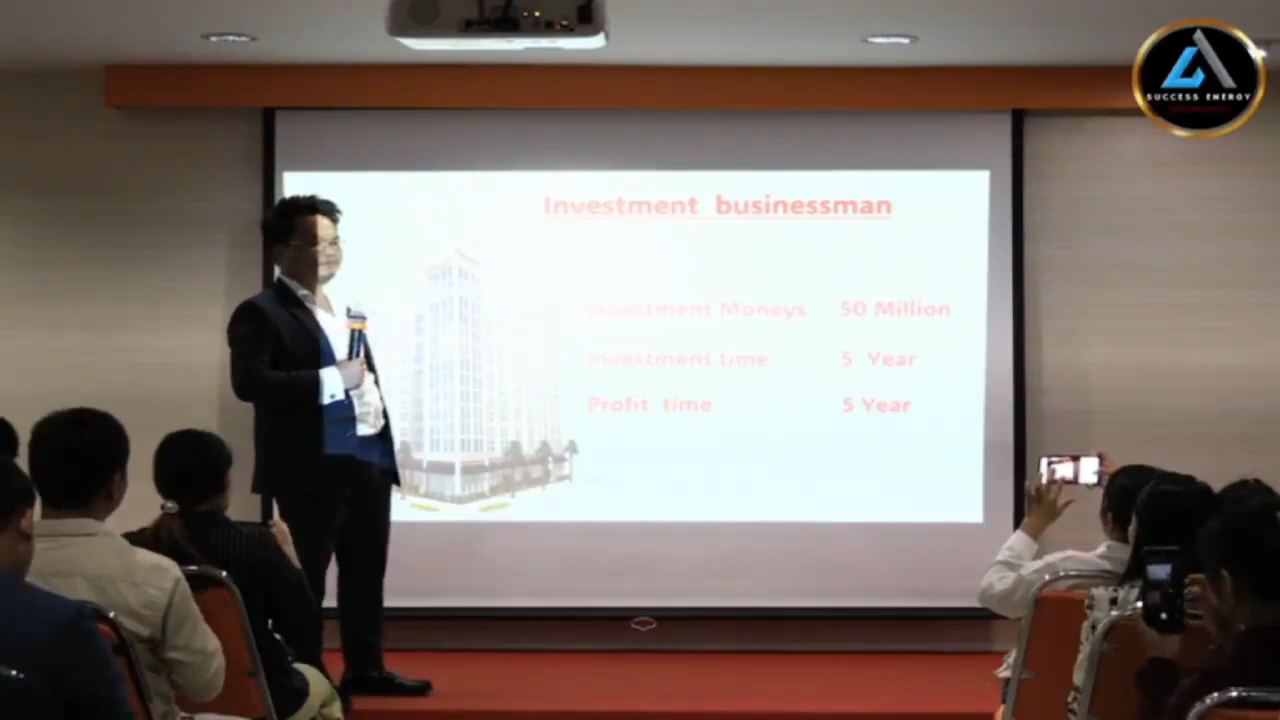 SUCCESS ENERGY
Investment businessman
Investment Moneys 50 Million
Investment time 5 Year
Profit time 5 Year